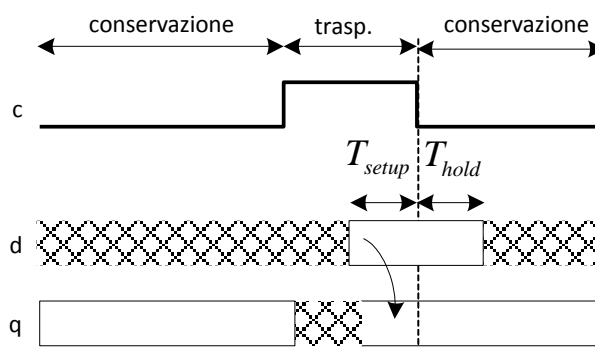 conservazione trasp. conservazione
c
T_setup T_hold
d
q